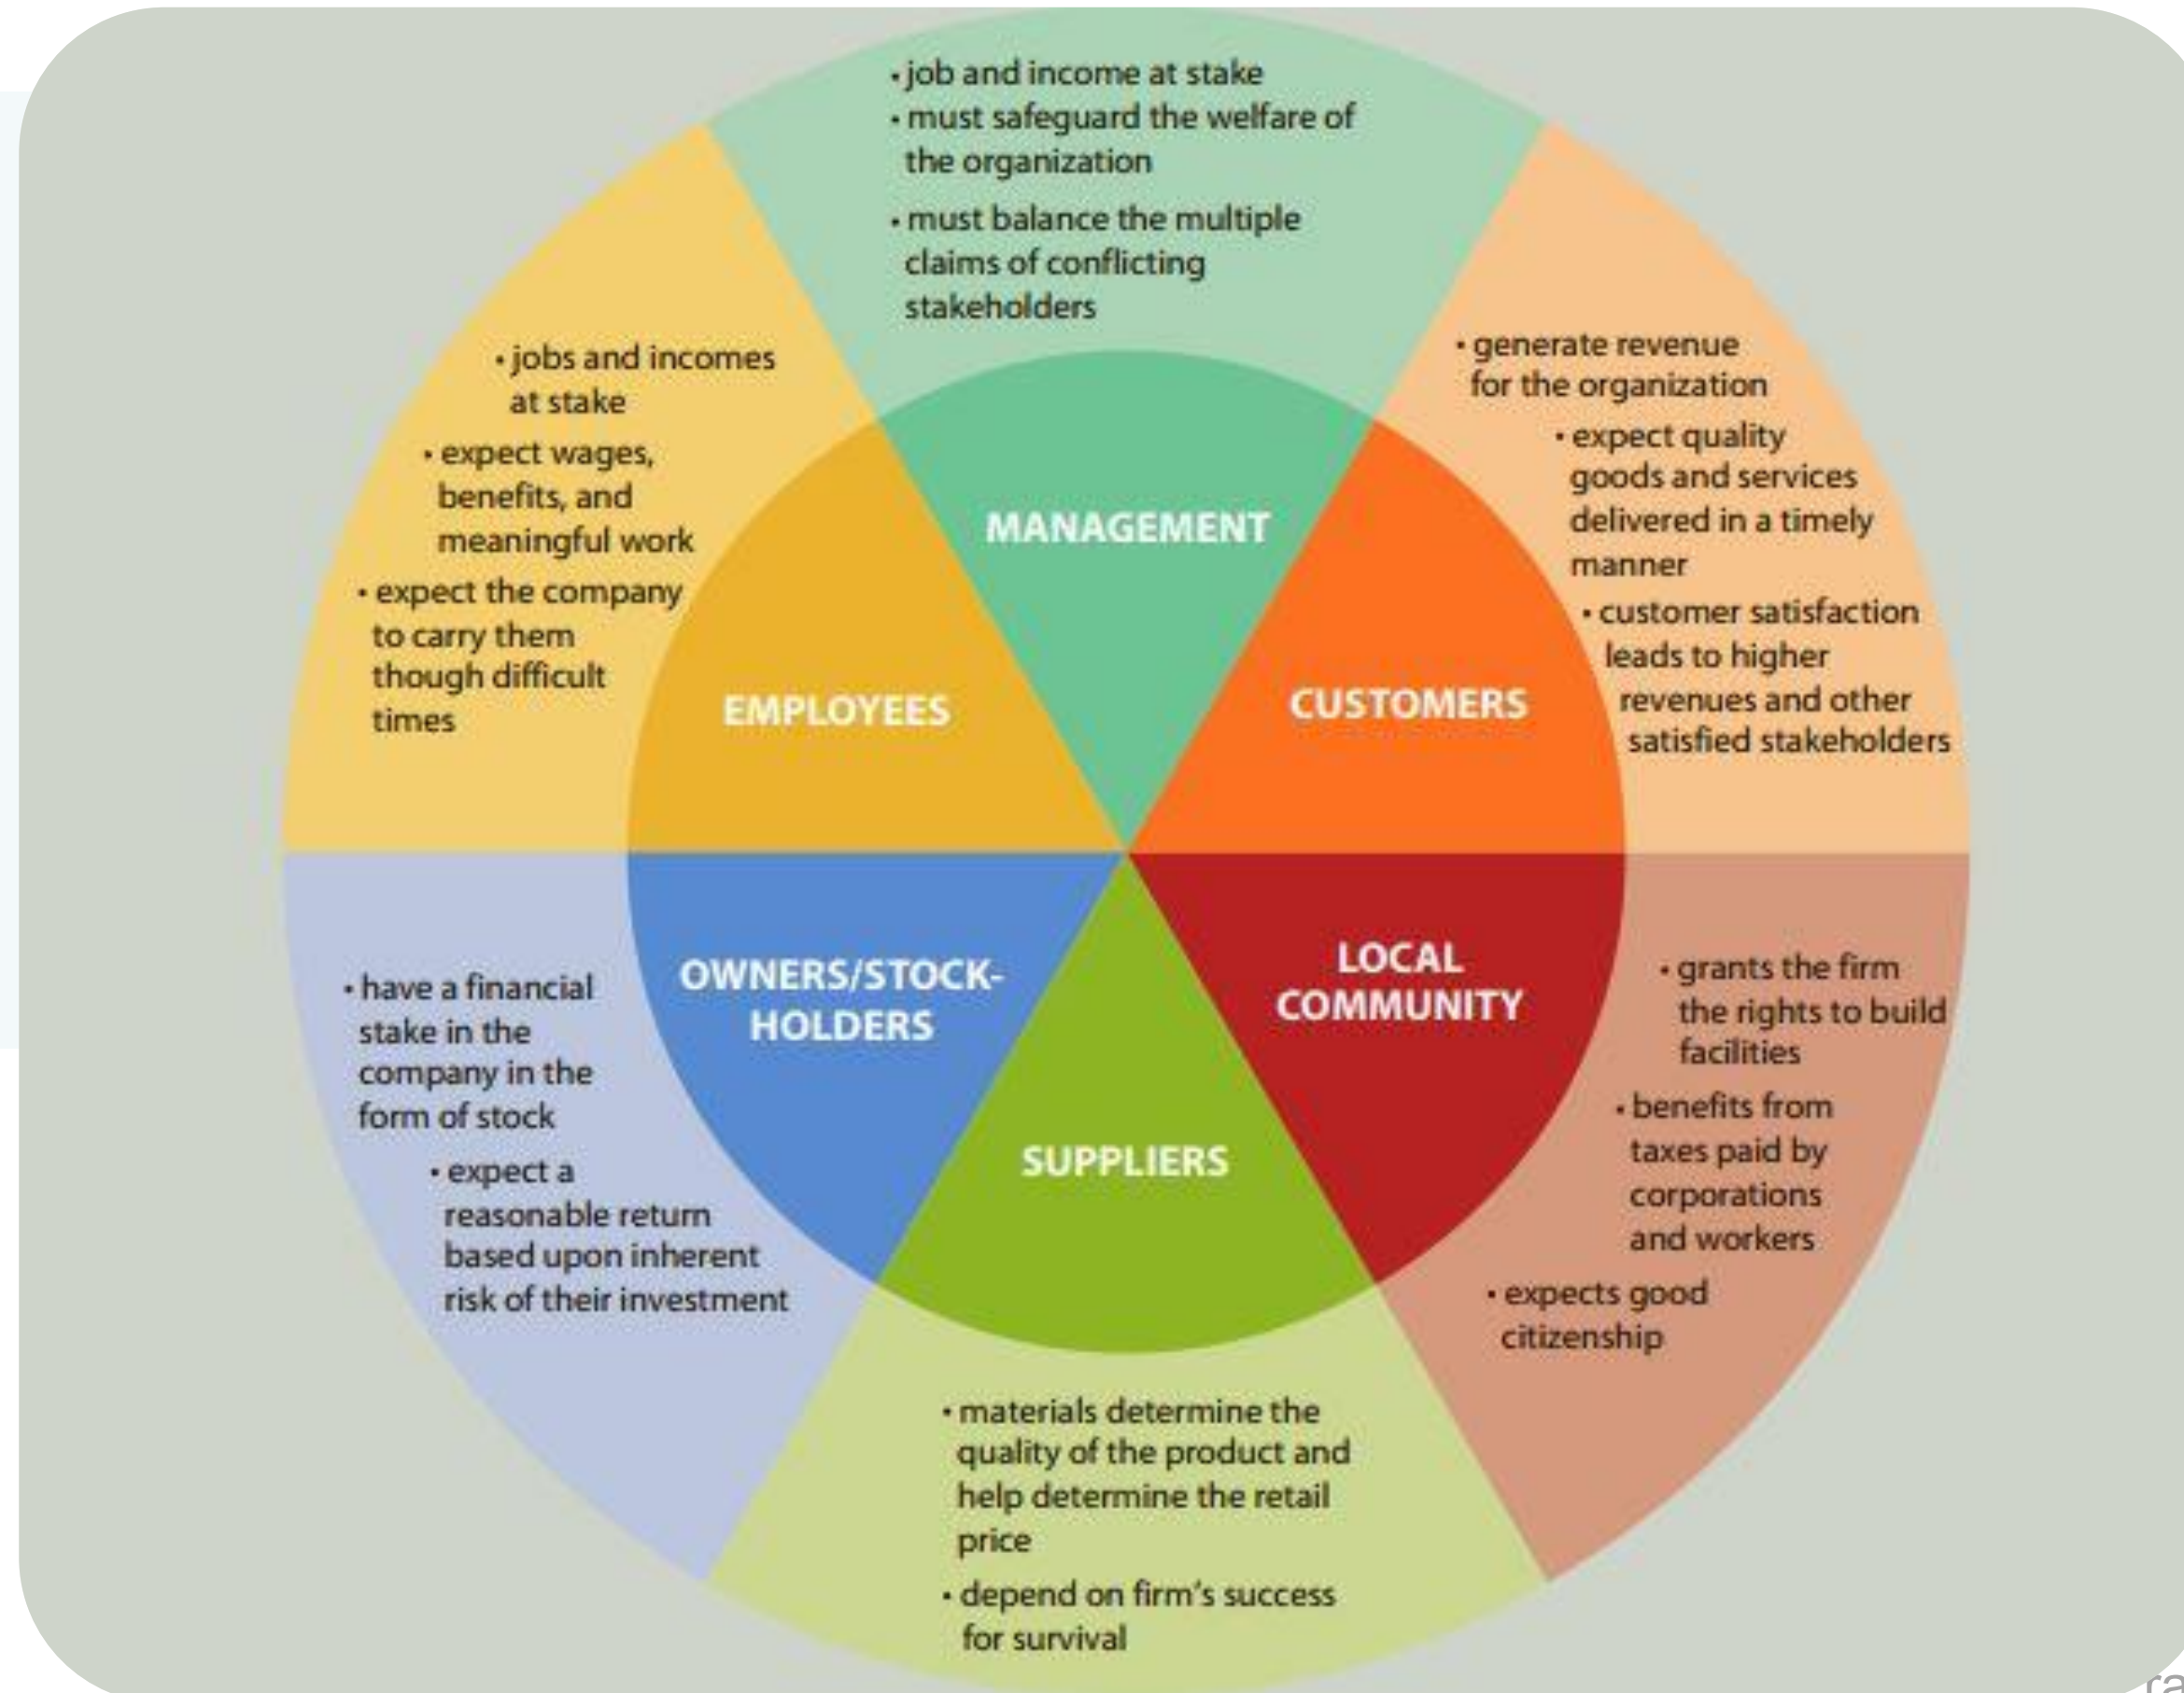 • job and income at stake
• must safeguard the welfare of
the organization
• must balance the multiple
claims of conflicting
stakeholders
MANAGEMENT
• generate revenue
for the organization
• expect quality
goods and services
delivered in a timely
manner
• customer satisfaction
leads to higher
revenues and other
satisfied stakeholders
CUSTOMERS
LOCAL
COMMUNITY
• grants the firm
the rights to build
facilities
• benefits from
taxes paid by
corporations
and workers
• expects good
citizenship
SUPPLIERS
• materials determine the
quality of the product and
help determine the retail
price
• depend on firm's success
for survival
OWNERS/STOCK-
HOLDERS
• have a financial
stake in the
company in the
form of stock
• expect a
reasonable return
based upon inherent
risk of their investment
• jobs and incomes
at stake
• expect wages,
benefits, and
meaningful work
• expect the company
to carry them
though difficult
times
EMPLOYEES